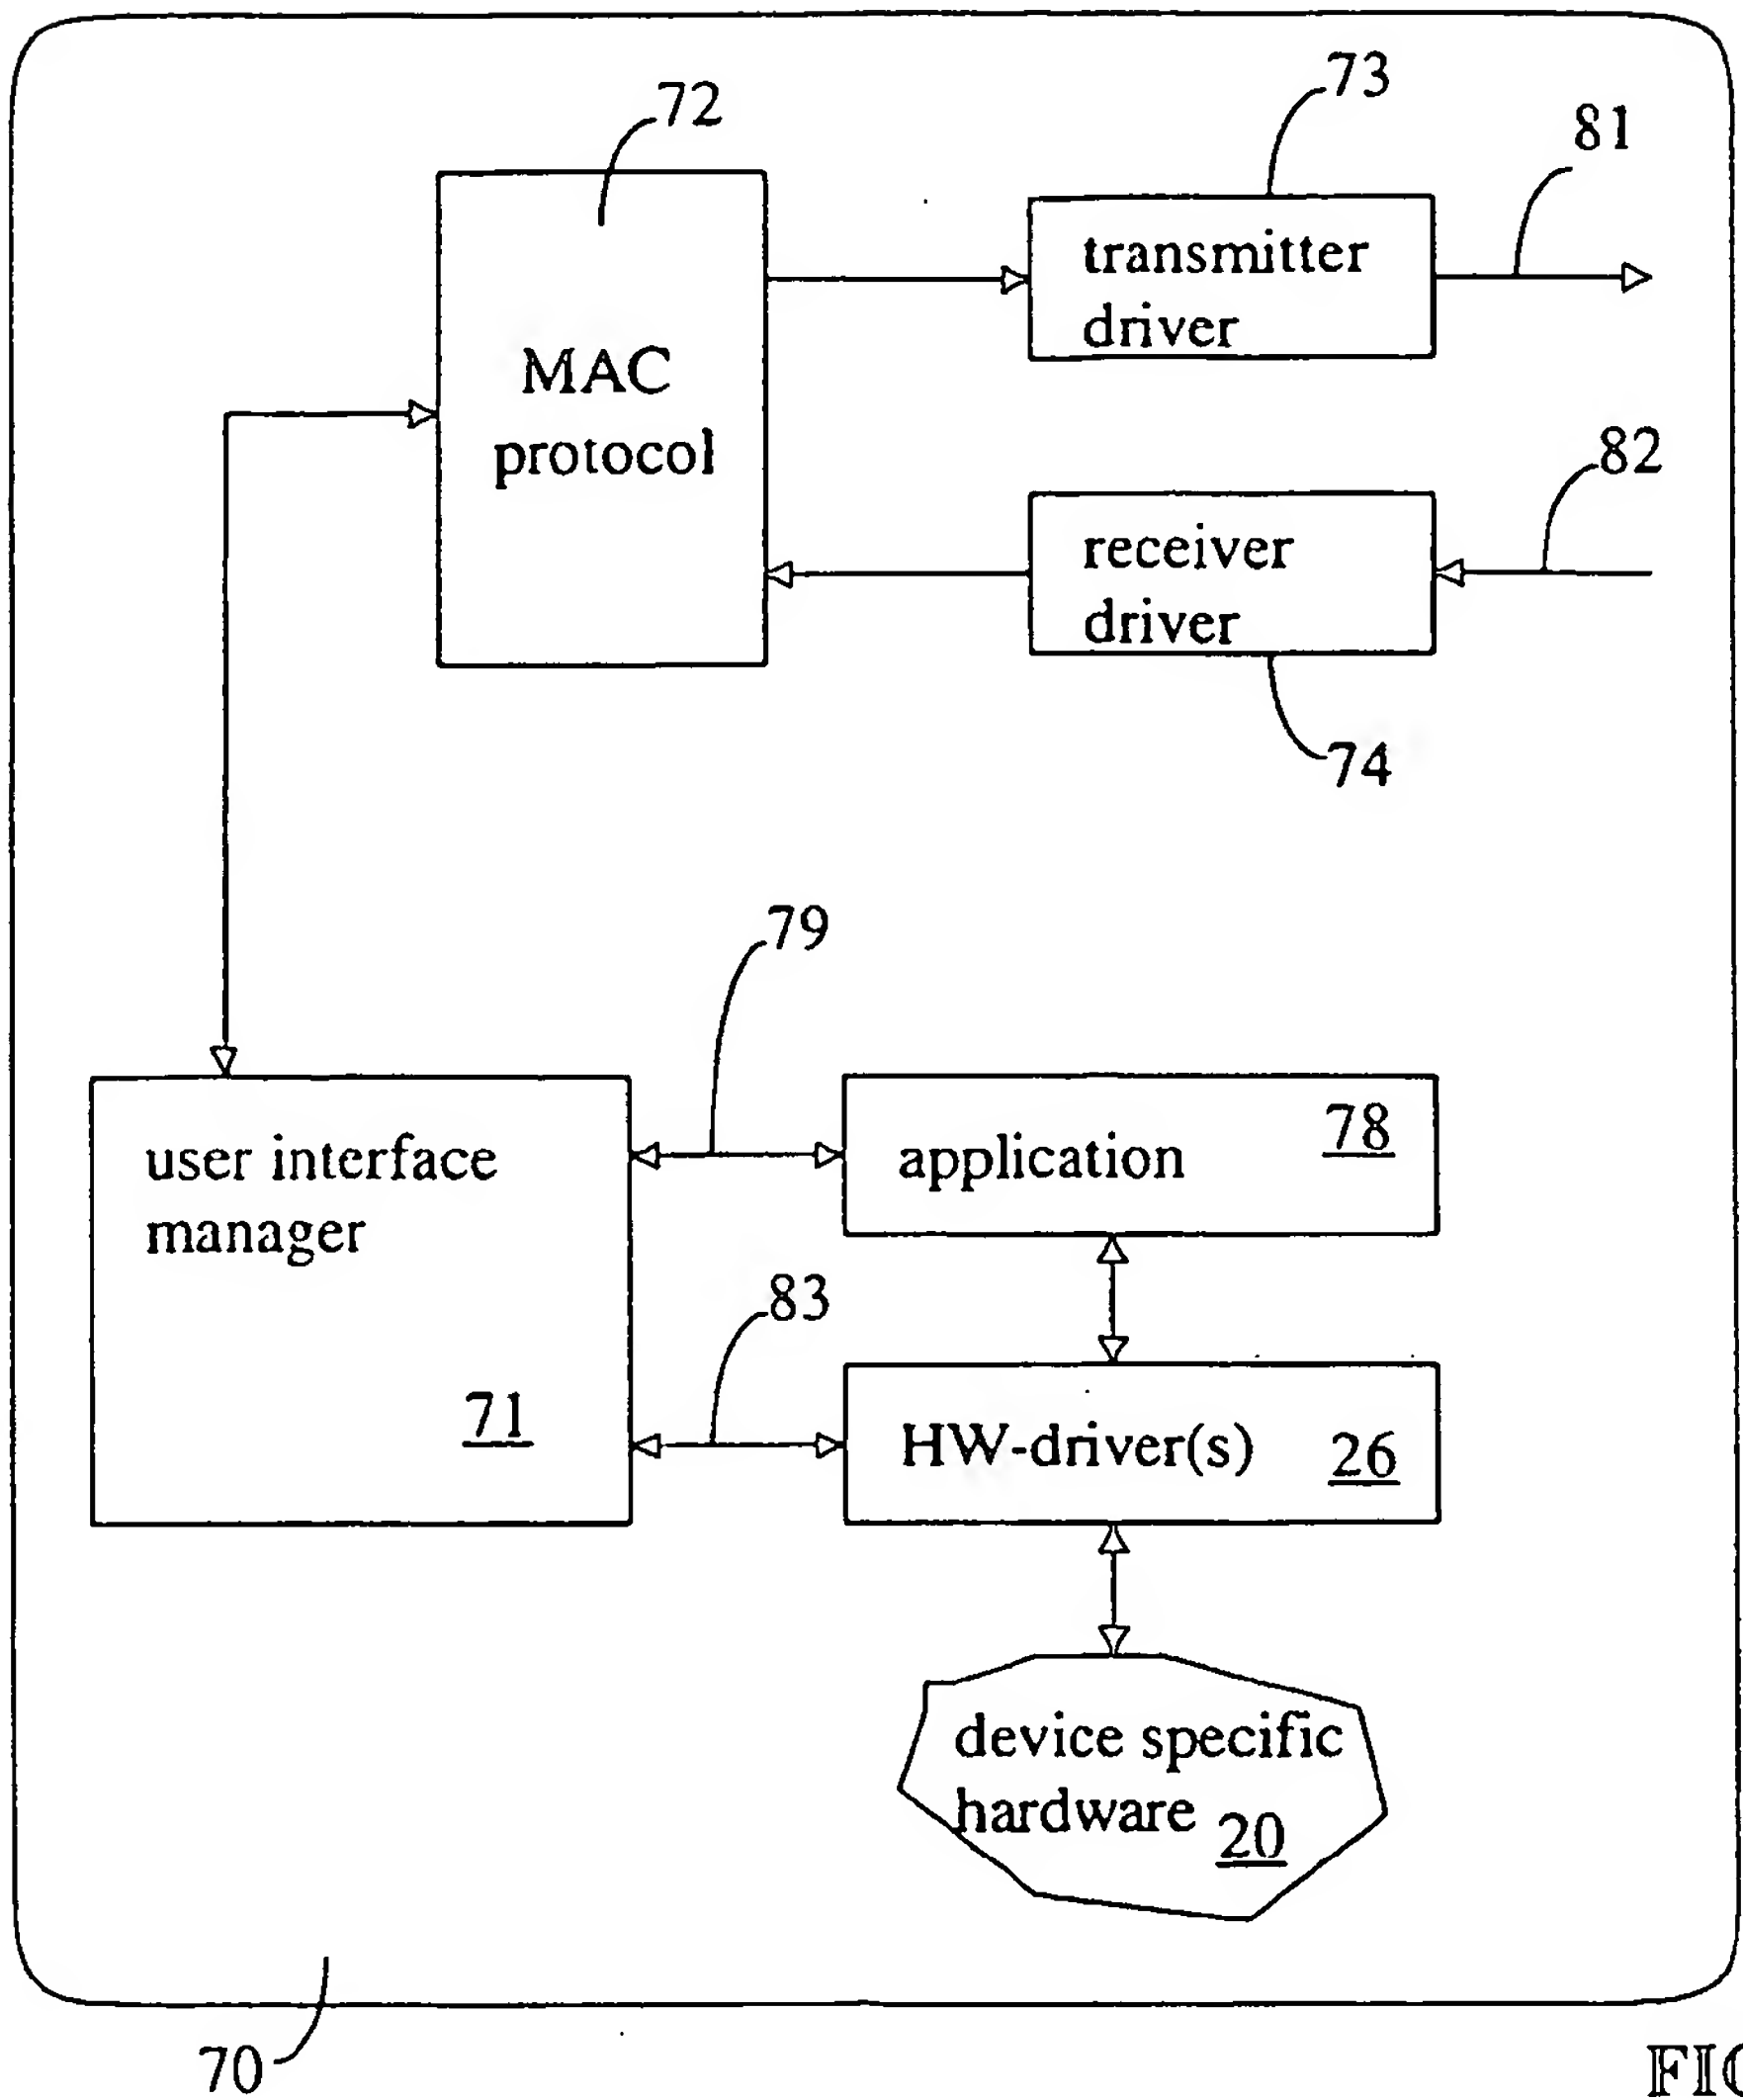 73
72
81
transmitter
driver
MAC
protocol
82
receiver
driver
74
79
78
user interface
application
manager
83
71
HW-driver(s)
26
device specific
hardware
20
70